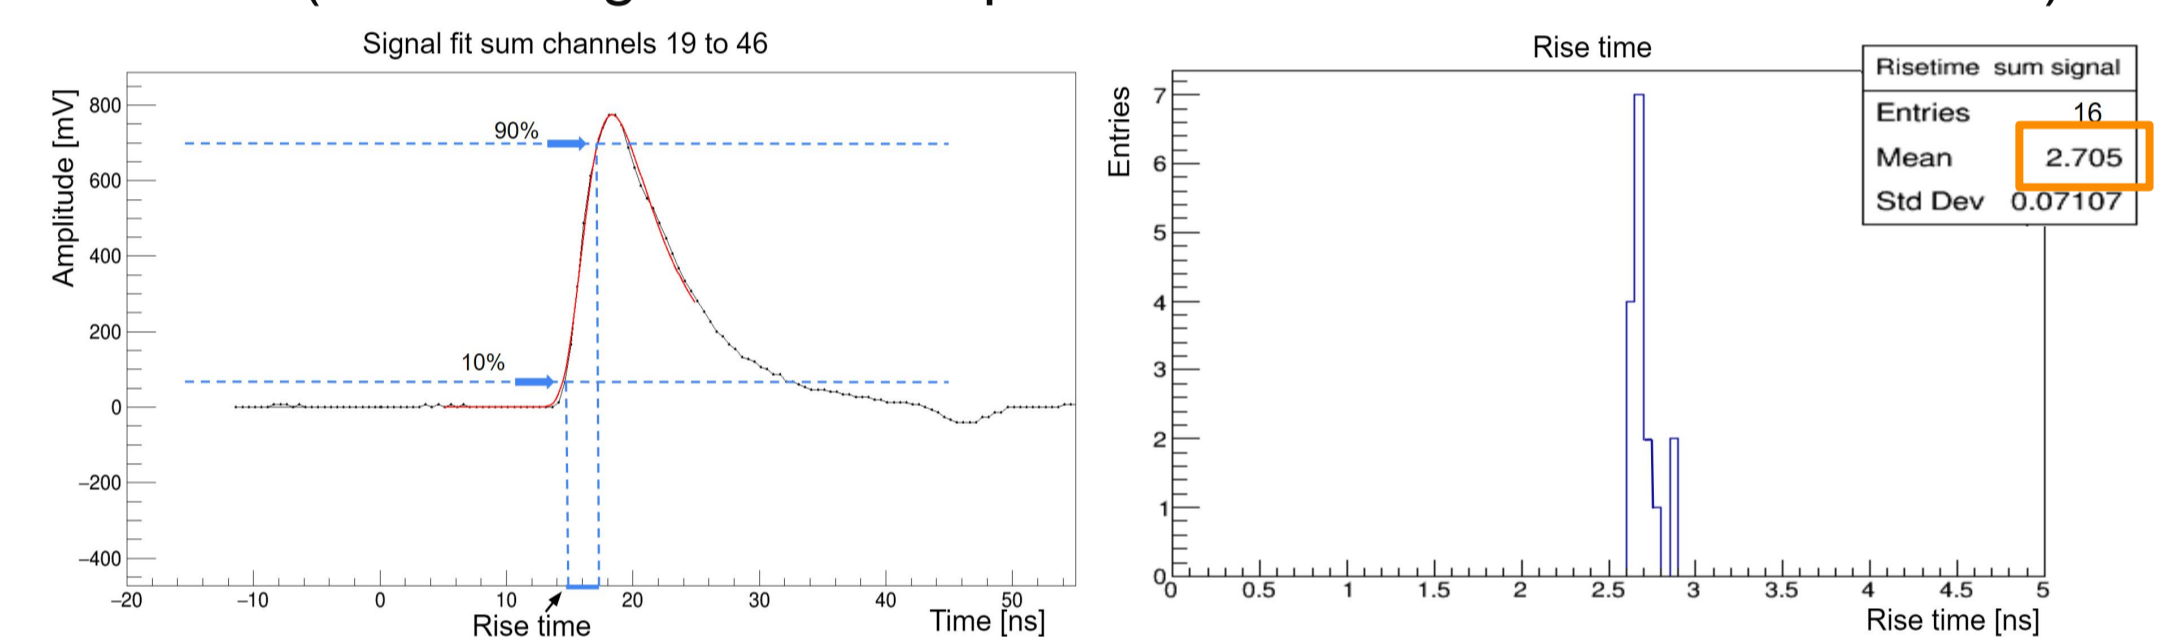 Signal fit sum channels 19 to 46
Amplitude [mV]
800
600
400
200
0
−200
−400
90%
10%
−20 −10 0 10 20 30 40 50
Rise time
Time [ns]
Rise time
Entries
7
6
5
4
3
2
1
0
Risetime sum signal
Entries 16
Mean 2.705
Std Dev 0.07107
0 0.5 1 1.5 2 2.5 3 3.5 4 4.5 5
Rise time [ns]